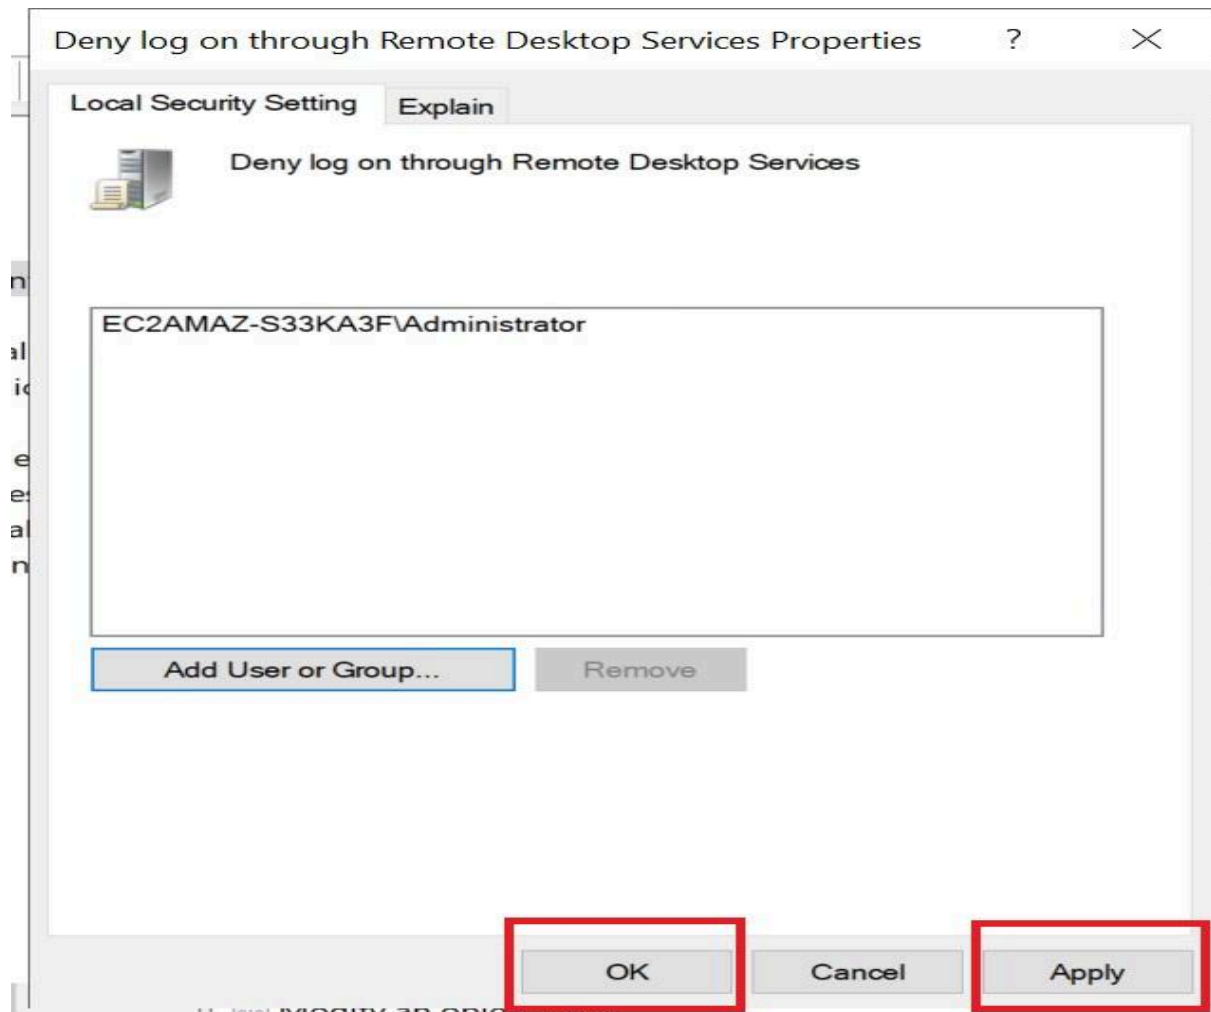 Deny log on through Remote Desktop Services Properties ? ×
Local Security Setting Explain
Deny log on through Remote Desktop Services
EC2AMAZ-S33KA3F\Administrator
Add User or Group... Remove
OK Cancel Apply